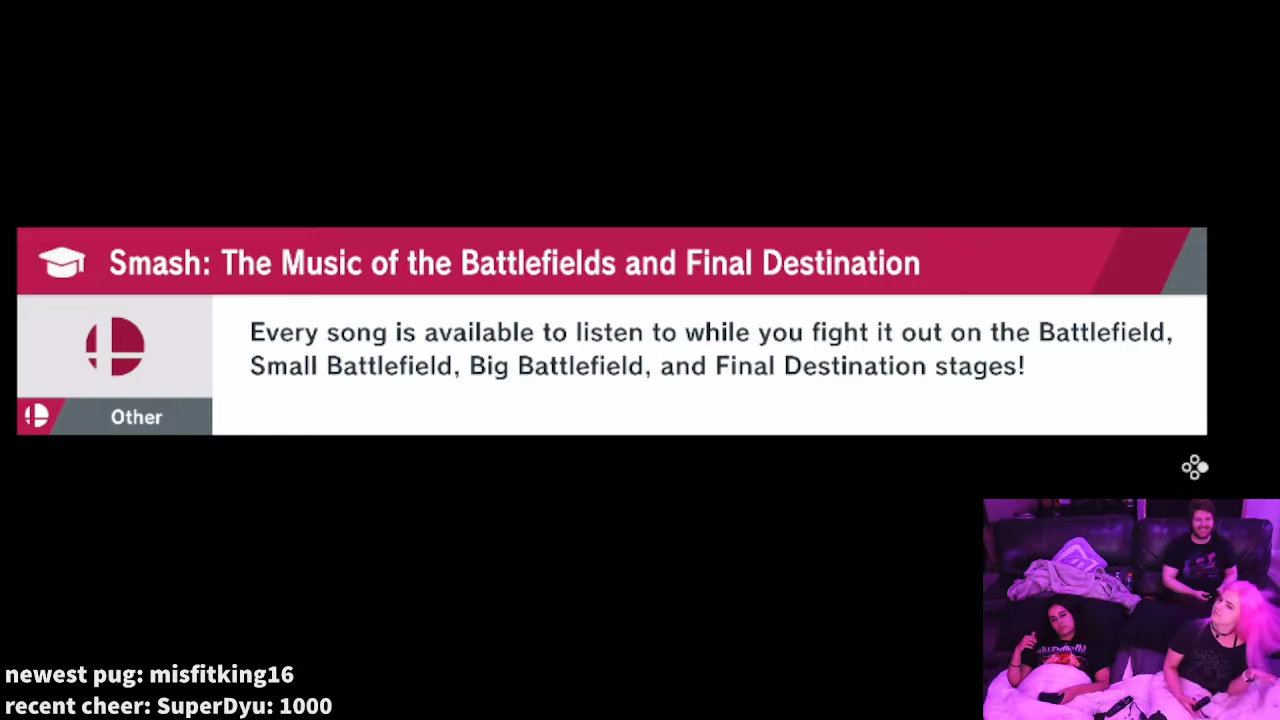 Smash: The Music of the Battlefields and Final Destination
Every song is available to listen to while you fight it out on the Battlefield,
Small Battlefield, Big Battlefield, and Final Destination stages!
Other
newest pug: misfitking16
recent cheer: SuperDyu: 1000